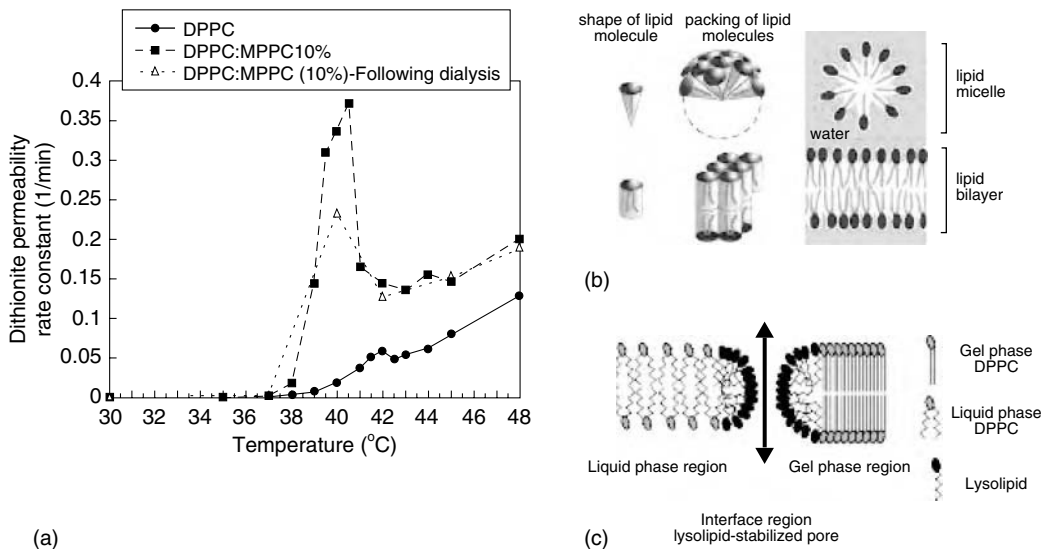 DPPC
DPPC:MPPC10%
DPPC:MPPC (10%)-Following dialysis
0.4
0.35
0.3
0.25
0.2
0.15
0.1
0.05
0
Dithionite permeability
rate constant (1/min)
30 32 34 36 38 40 42 44 46 48
Temperature (°C)
(a)
shape of lipid
molecule
packing of lipid
molecules
lipid
micelle
water
lipid
bilayer
(b)
Gel phase
DPPC
Liquid phase
DPPC
Lysolipid
Liquid phase region
Gel phase region
Interface region
lysolipid-stabilized pore
(c)